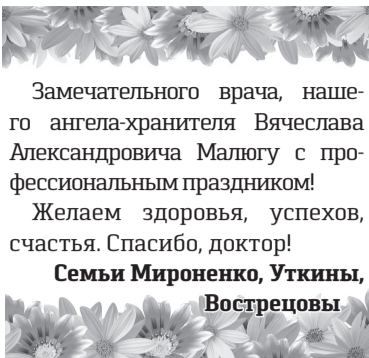 Замечательного врача, наше-
го ангела-хранителя Вячеслава
Александровича Малюгу с про-
фессиональным праздником!
Желаем здоровья, успехов,
счастья. Спасибо, доктор!
Семьи Мироненко, Уткины,
Вострецовы